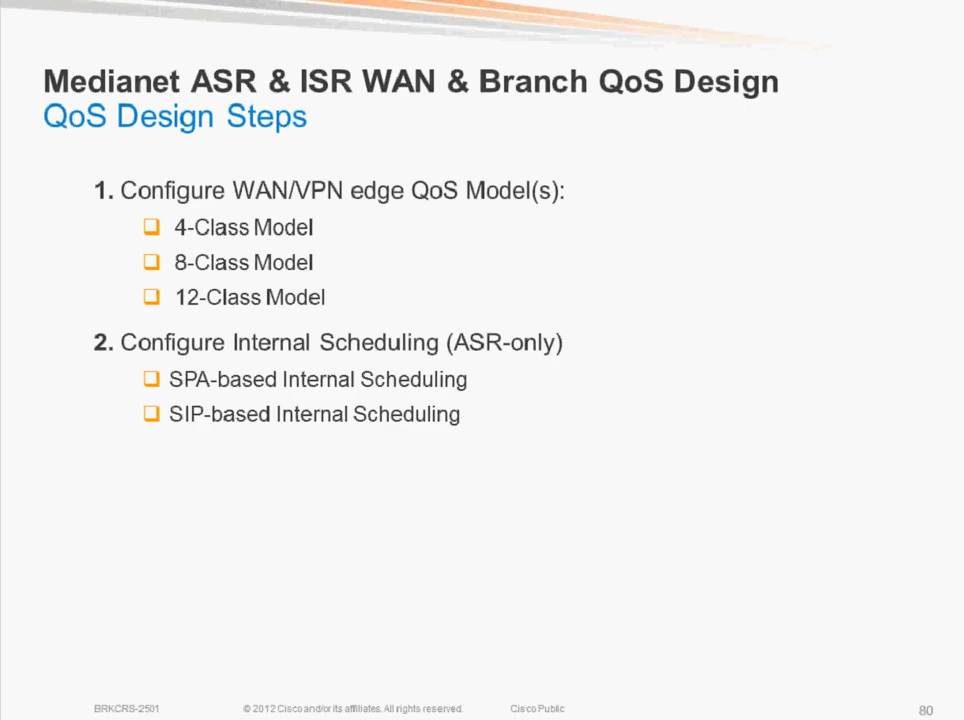 Medianet ASR & ISR WAN & Branch QoS Design
QoS Design Steps
1. Configure WAN/VPN edge QoS Model(s):
4-Class Model
8-Class Model
12-Class Model
2. Configure Internal Scheduling (ASR-only)
SPA-based Internal Scheduling
SIP-based Internal Scheduling
BRKCRS-2501 © 2012 Cisco and/or its affiliates. All rights reserved. Cisco Public 80